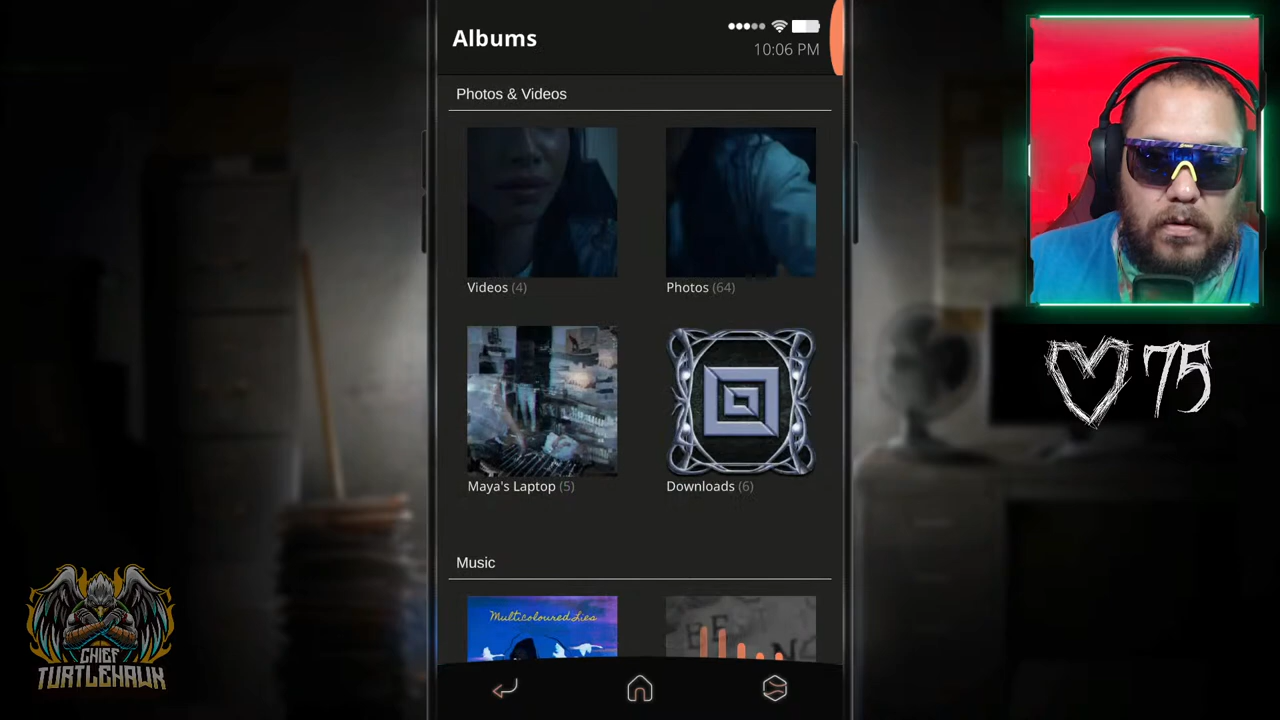 Albums
10:06 PM
Photos & Videos
Videos (4)
Photos (64)
Maya's Laptop (5)
Downloads (6)
Music
Multicoloured Lies
BE
75
CHIEF
TURTLEHAWK